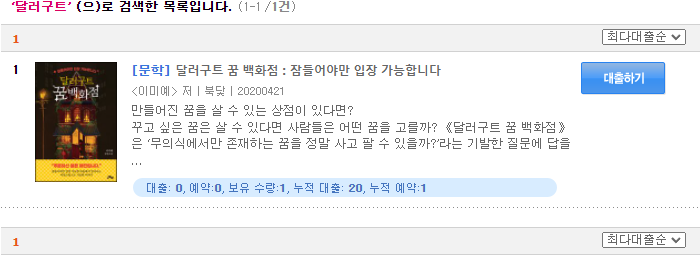 ‘달러구트’ (으)로 검색한 목록입니다. (1-1 /1건)
1
최다대출순
1
달러구트
꿈 백화점
[문학] 달러구트 꿈 백화점 : 잠들어야만 입장 가능합니다
<이미예> 저 | 북닻 | 20200421
만들어진 꿈을 살 수 있는 상점이 있다면?
꾸고 싶은 꿈은 살 수 있다면 사람들은 어떤 꿈을 고를까? 《달러구트 꿈 백화점》
은 ‘무의식에서만 존재하는 꿈을 정말 사고 팔 수 있을까?’라는 기발한 질문에 답을
...
대출하기
대출: 0, 예약:0, 보유 수량:1, 누적 대출: 20, 누적 예약:1
1
최다대출순